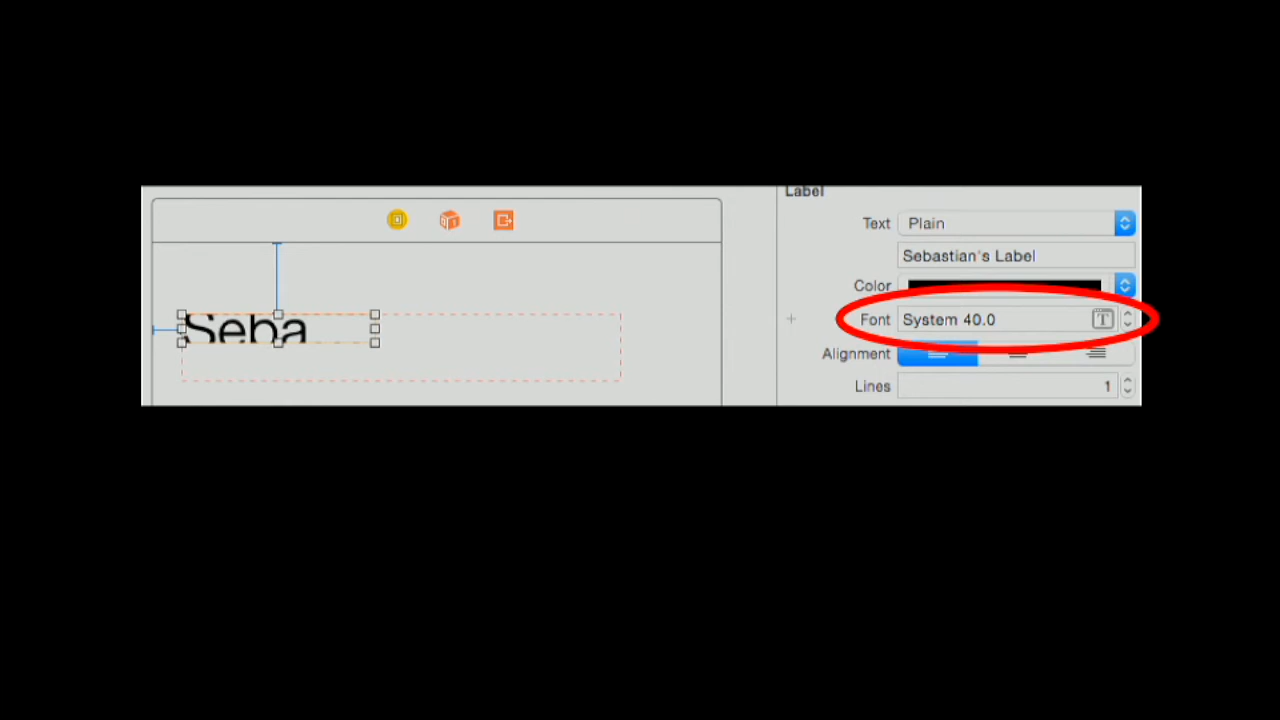 Label
Text Plain
Sebastian's Label
Color
Seba
Font System 40.0 T
Alignment
Lines 1